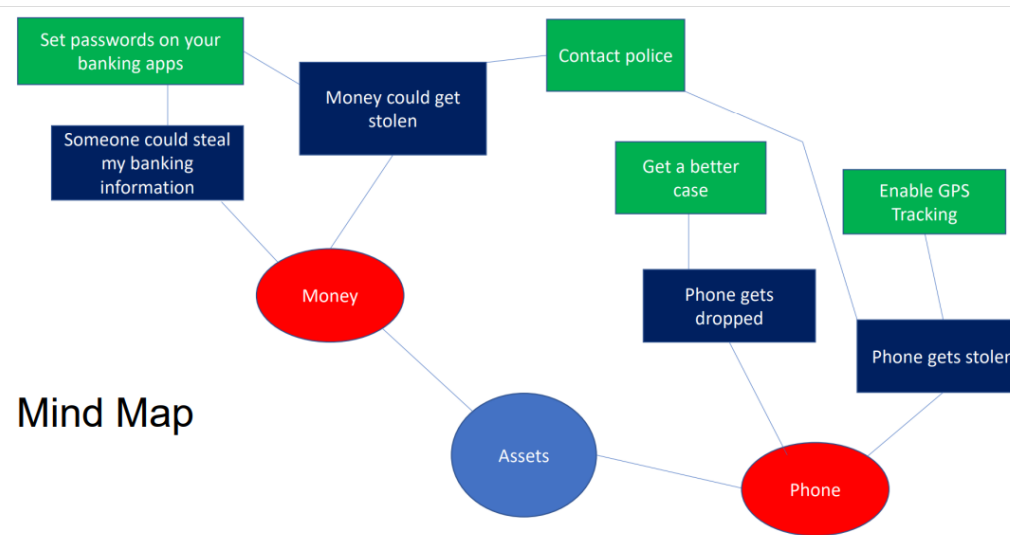 Set passwords on your
banking apps
Contact police
Money could get
stolen
Someone could steal
my banking
information
Get a better
case
Enable GPS
Tracking
Money
Phone gets
dropped
Phone gets stolen
Mind Map
Assets
Phone